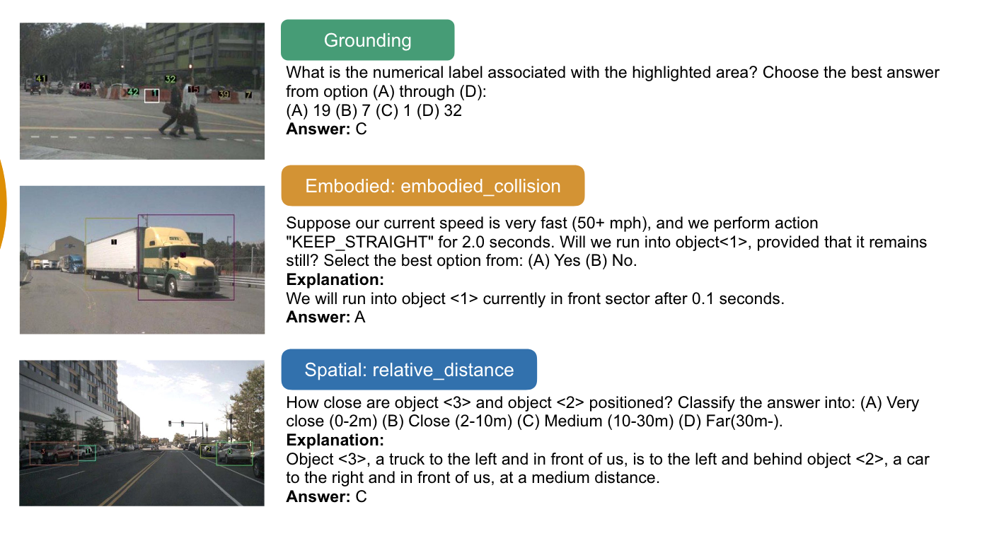 Grounding
What is the numerical label associated with the highlighted area? Choose the best answer
from option (A) through (D):
(A) 19 (B) 7 (C) 1 (D) 32
Answer: C
41
26
42
1
32
15
39
7
Embodied: embodied_collision
Suppose our current speed is very fast (50+ mph), and we perform action
"KEEP_STRAIGHT" for 2.0 seconds. Will we run into object<1>, provided that it remains
still? Select the best option from: (A) Yes (B) No.
Explanation:
We will run into object <1> currently in front sector after 0.1 seconds.
Answer: A
Spatial: relative_distance
How close are object <3> and object <2> positioned? Classify the answer into: (A) Very
close (0-2m) (B) Close (2-10m) (C) Medium (10-30m) (D) Far(30m-).
Explanation:
Object <3>, a truck to the left and in front of us, is to the left and behind object <2>, a car
to the right and in front of us, at a medium distance.
Answer: C
3
2
0